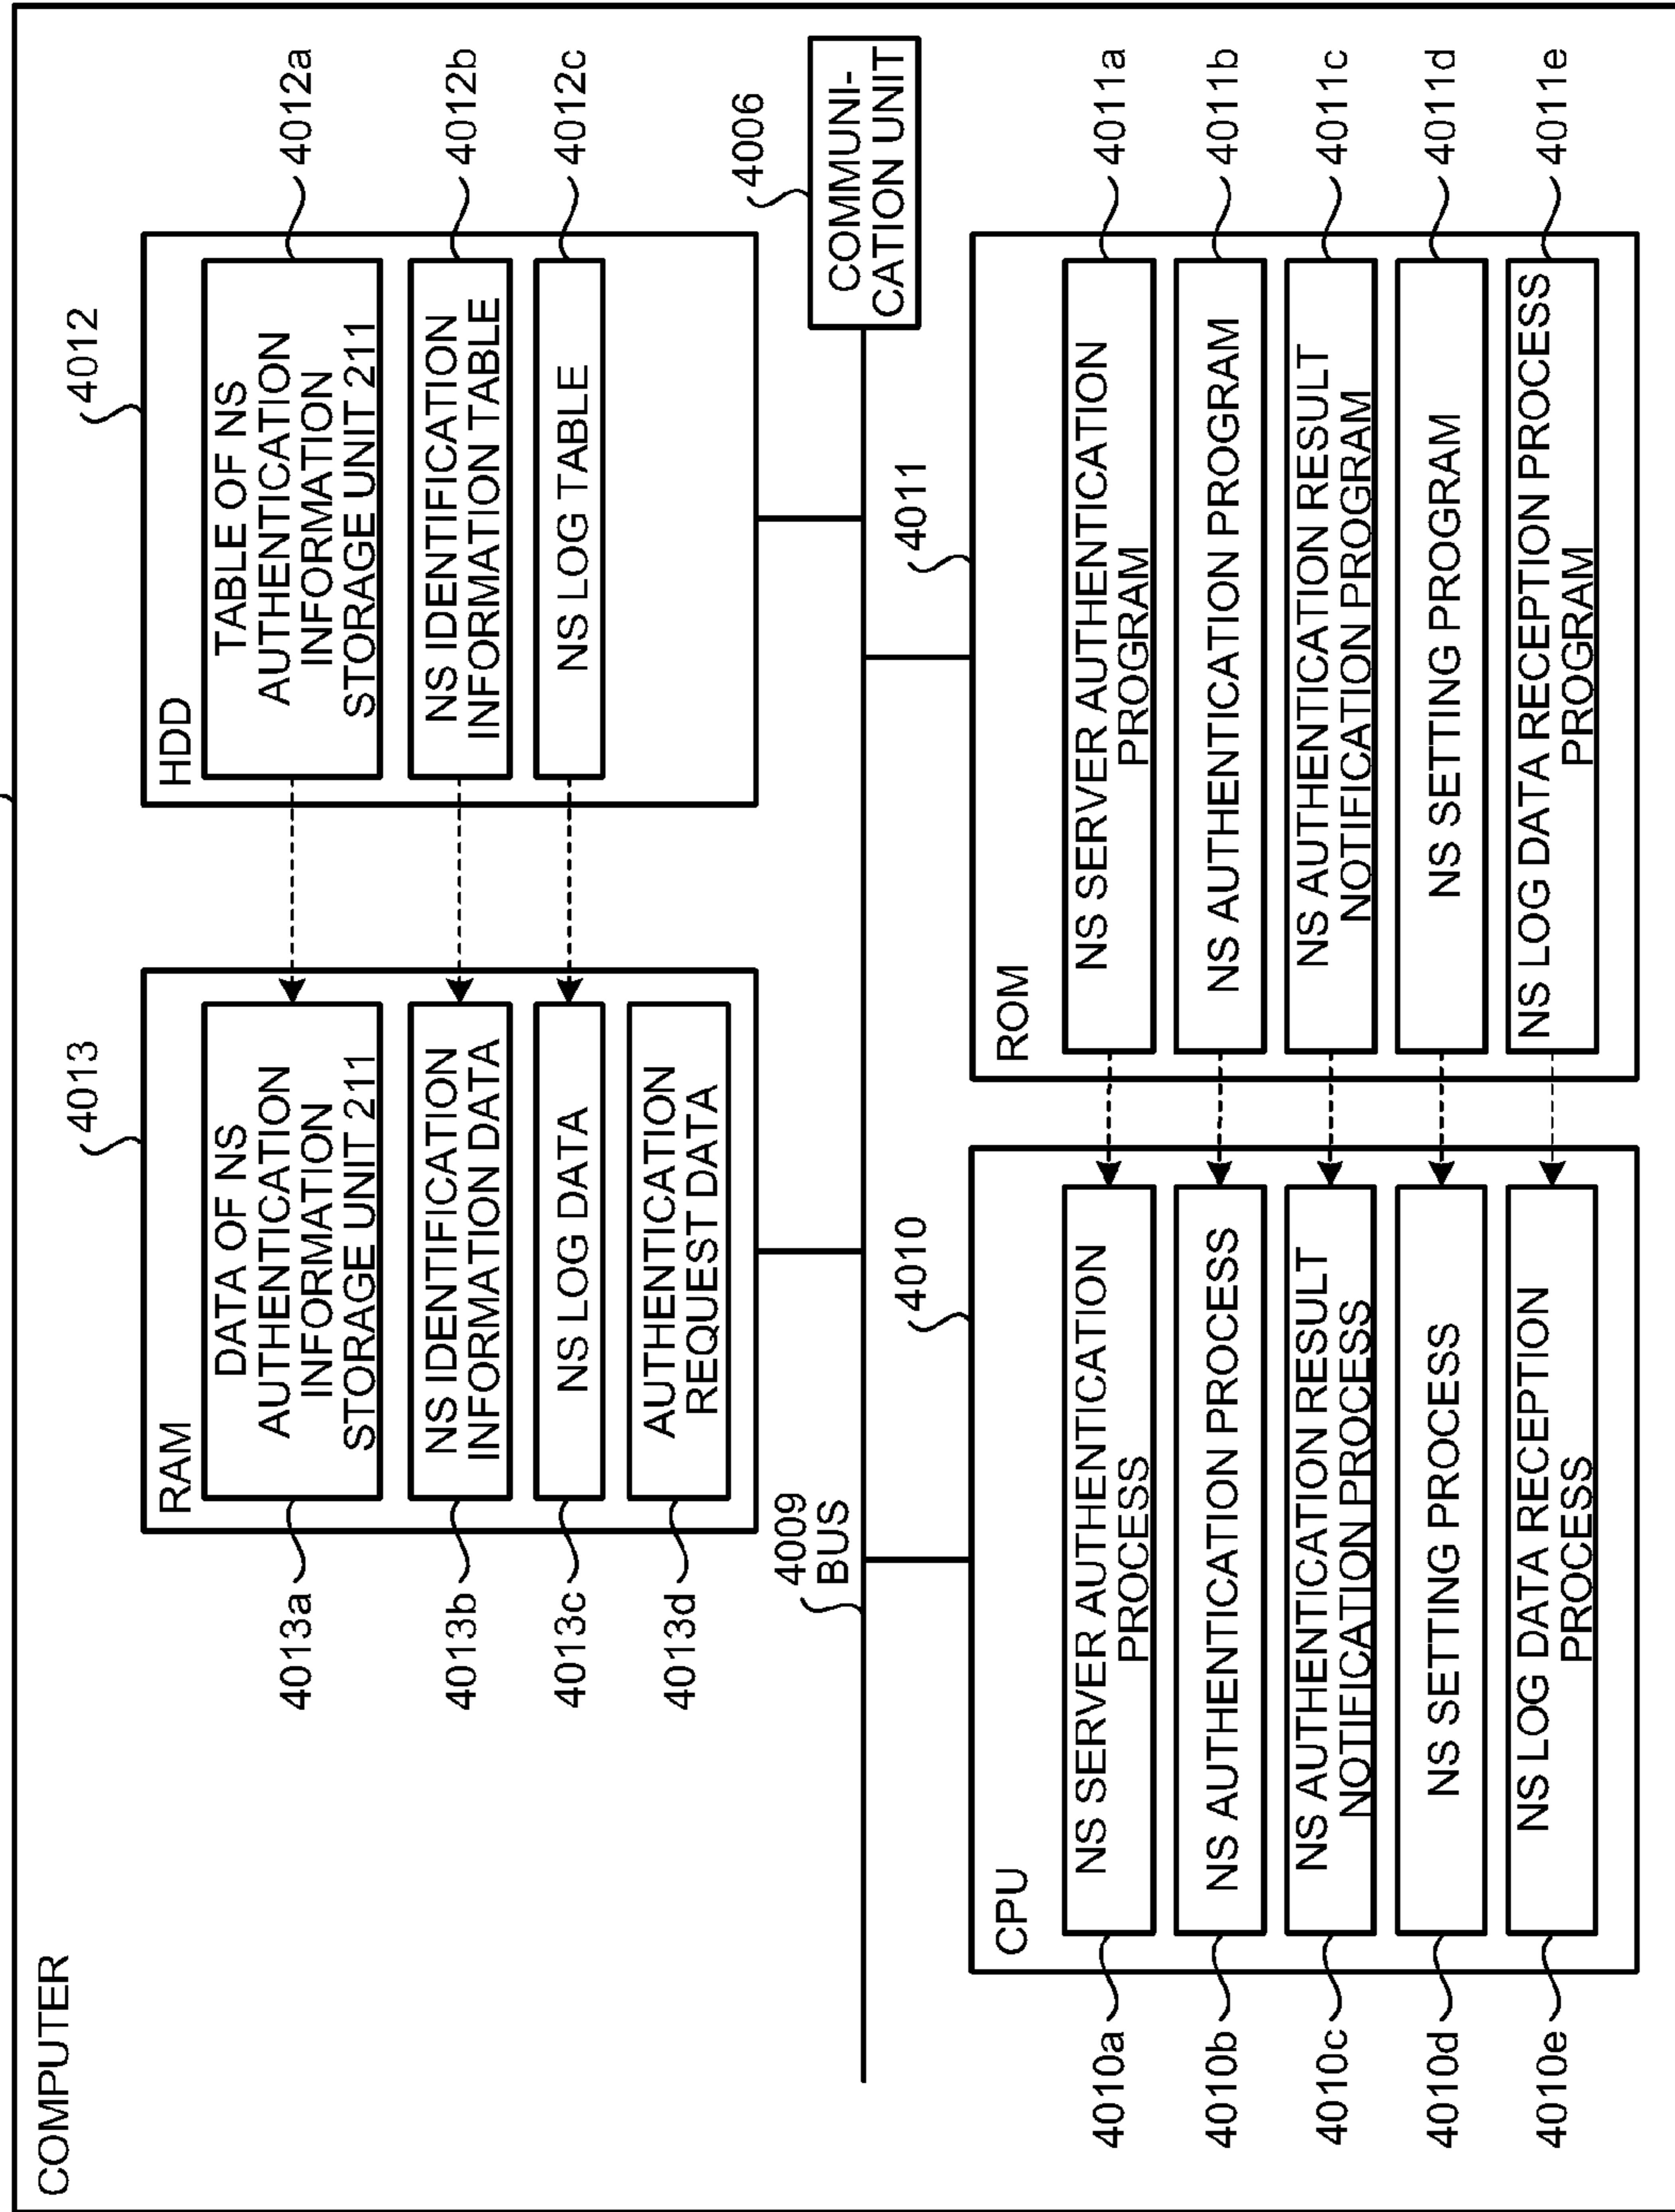 COMPUTER
4013
RAM
4013a
DATA OF NS
AUTHENTICATION
INFORMATION
STORAGE UNIT 211
4013b
NS IDENTIFICATION
INFORMATION DATA
4013c
NS LOG DATA
4013d
AUTHENTICATION
REQUEST DATA
4012
HDD
TABLE OF NS
AUTHENTICATION
INFORMATION
STORAGE UNIT 211
4012a
NS IDENTIFICATION
INFORMATION TABLE
4012b
NS LOG TABLE
4012c
4009
BUS
4006
COMMUNI-
CATION UNIT
4010
CPU
4010a
NS SERVER AUTHENTICATION
PROCESS
4010b
NS AUTHENTICATION PROCESS
4010c
NS AUTHENTICATION RESULT
NOTIFICATION PROCESS
4010d
NS SETTING PROCESS
4010e
NS LOG DATA RECEPTION
PROCESS
4011
ROM
NS SERVER AUTHENTICATION
PROGRAM
4011a
NS AUTHENTICATION PROGRAM
4011b
NS AUTHENTICATION RESULT
NOTIFICATION PROGRAM
4011c
NS SETTING PROGRAM
4011d
NS LOG DATA RECEPTION PROCESS
PROGRAM
4011e